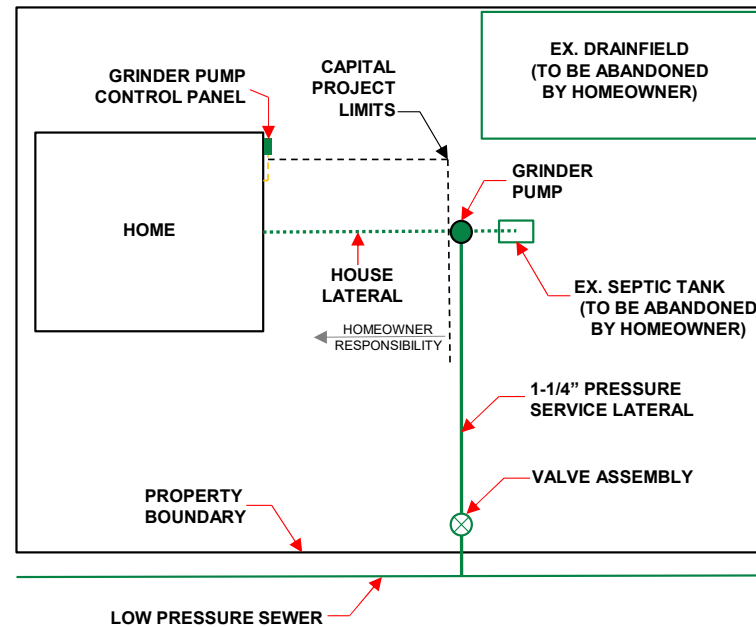 EX. DRAINFIELD
(TO BE ABANDONED
BY HOMEOWNER)
CAPITAL
PROJECT
LIMITS
GRINDER PUMP
CONTROL PANEL
GRINDER
PUMP
HOME
HOUSE
LATERAL
EX. SEPTIC TANK
(TO BE ABANDONED
BY HOMEOWNER)
HOMEOWNER
RESPONSIBILITY
1-1/4” PRESSURE
SERVICE LATERAL
VALVE ASSEMBLY
PROPERTY
BOUNDARY
LOW PRESSURE SEWER